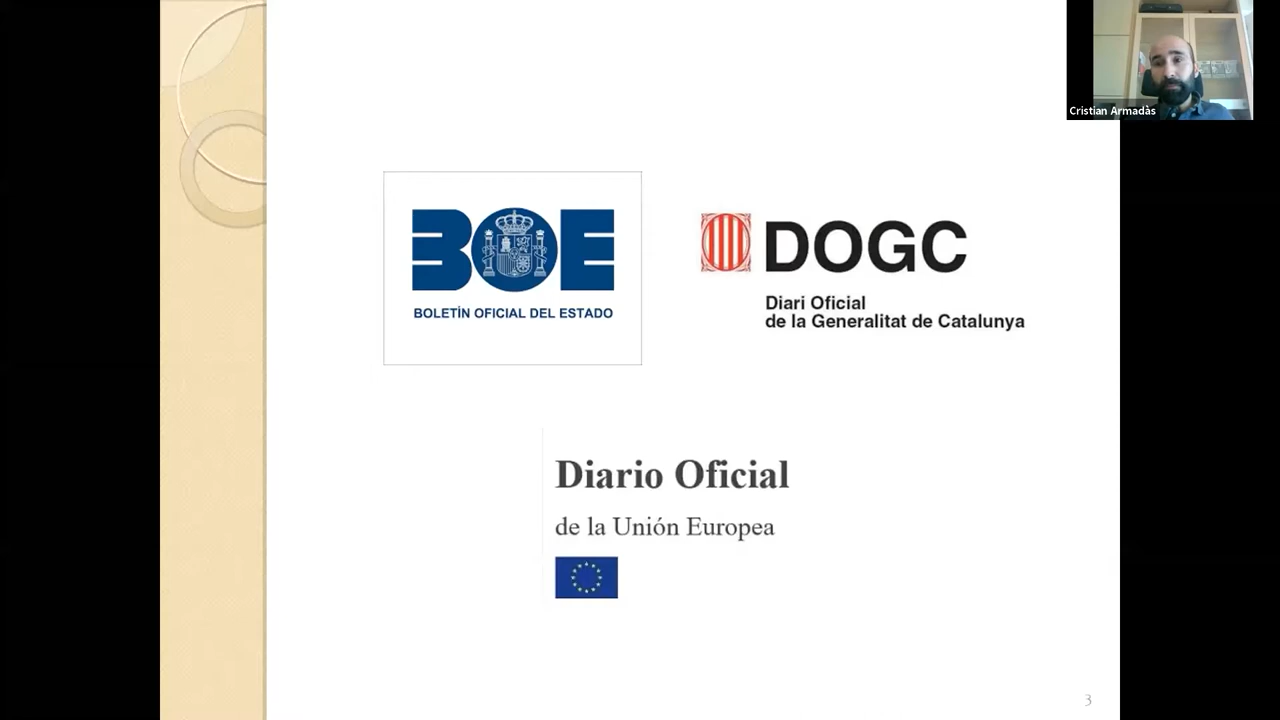 Cristian Armadàs
BOE
BOLETÍN OFICIAL DEL ESTADO
DOGC
Diari Oficial
de la Generalitat de Catalunya
Diario Oficial
de la Unión Europea
3